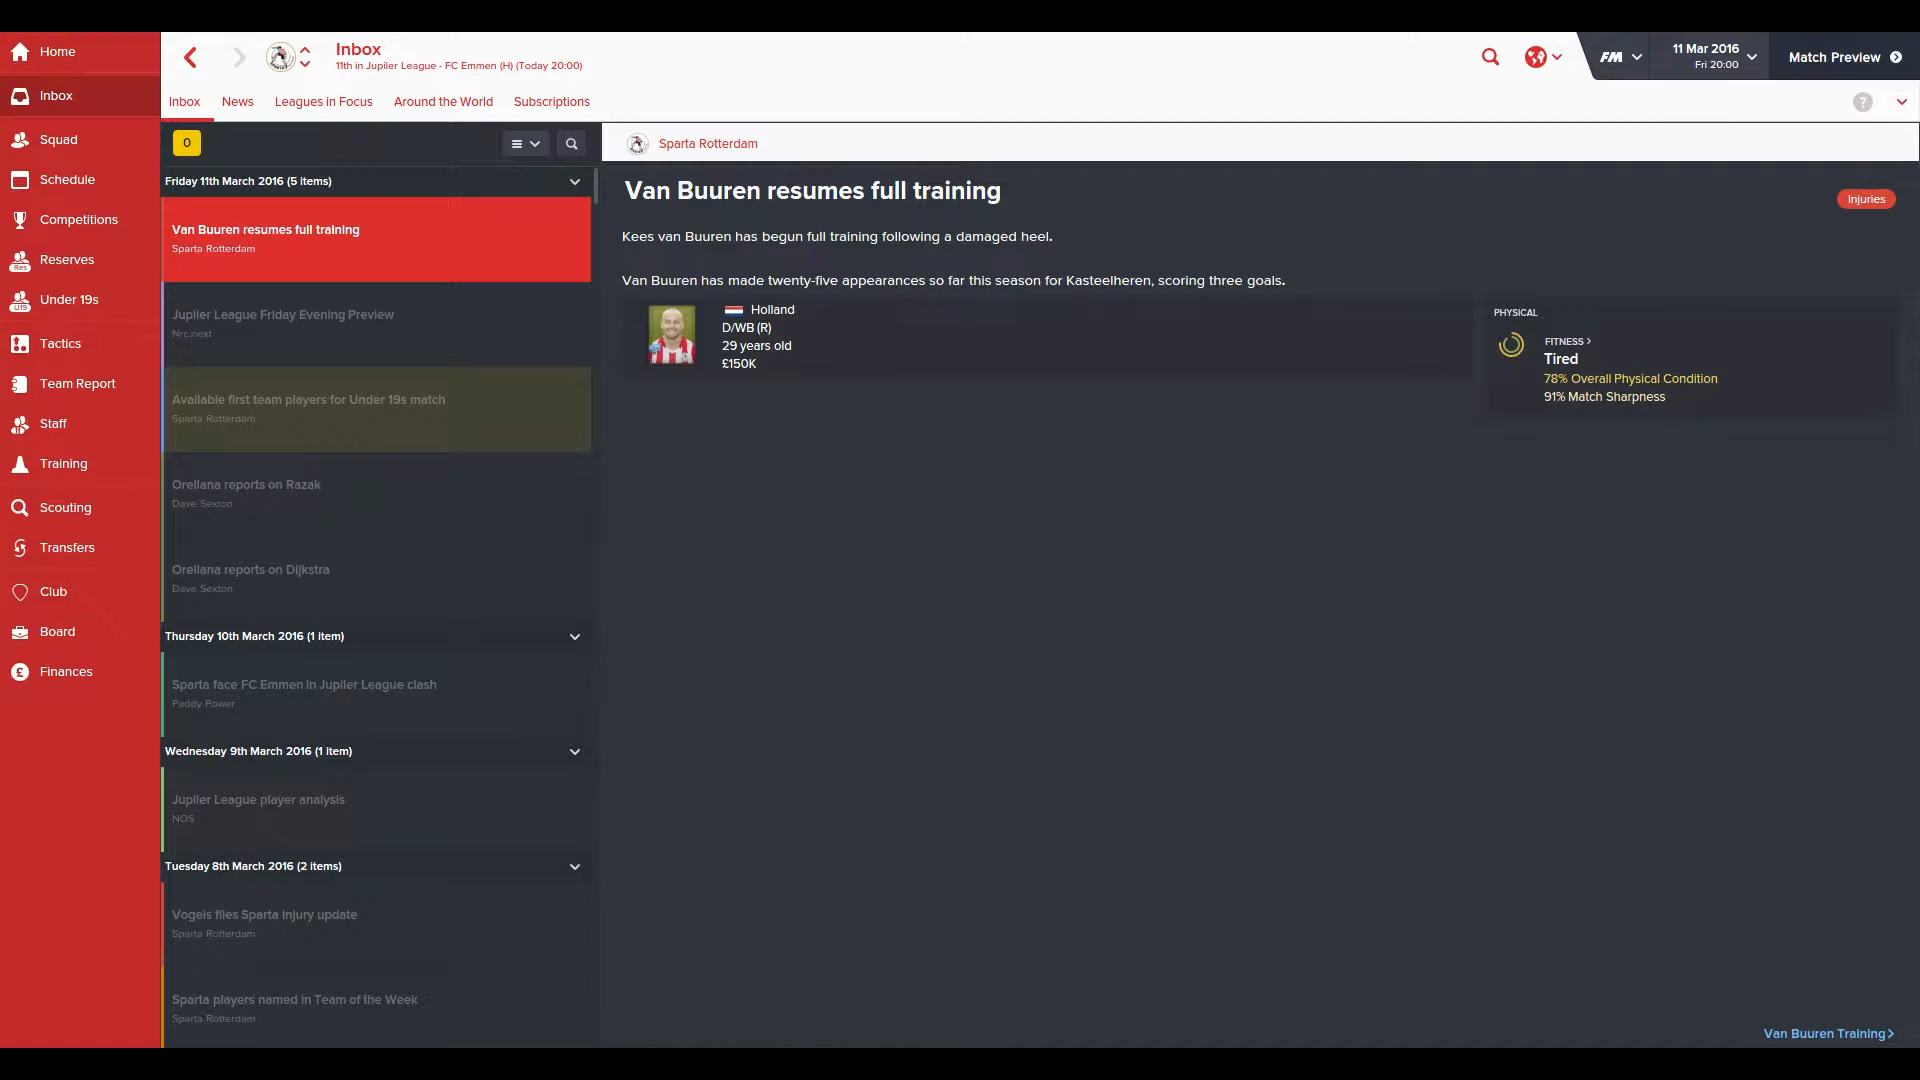 Home
Inbox
Squad
Schedule
Competitions
Res
Reserves
U19
Under 19s
Tactics
Team Report
Staff
Training
Scouting
Transfers
Club
Board
£
Finances
Inbox
11th in Jupiler League - FC Emmen (H) (Today 20:00)
FM
11 Mar 2016
Fri 20:00
Match Preview
Inbox
News
Leagues in Focus
Around the World
Subscriptions
?
0
Friday 11th March 2016 (5 items)
Van Buuren resumes full training
Sparta Rotterdam
Jupiler League Friday Evening Preview
Nrc.next
Available first team players for Under 19s match
Sparta Rotterdam
Orellana reports on Razak
Dave Sexton
Orellana reports on Dijkstra
Dave Sexton
Thursday 10th March 2016 (1 item)
Sparta face FC Emmen in Jupiler League clash
Paddy Power
Wednesday 9th March 2016 (1 item)
Jupiler League player analysis
NOS
Tuesday 8th March 2016 (2 items)
Vogels files Sparta injury update
Sparta Rotterdam
Sparta players named in Team of the Week
Sparta Rotterdam
Sparta Rotterdam
Van Buuren resumes full training
Injuries
Kees van Buuren has begun full training following a damaged heel.
Van Buuren has made twenty-five appearances so far this season for Kasteelheren, scoring three goals.
Holland
D/WB (R)
29 years old
£150K
PHYSICAL
FITNESS >
Tired
78% Overall Physical Condition
91% Match Sharpness
Van Buuren Training >